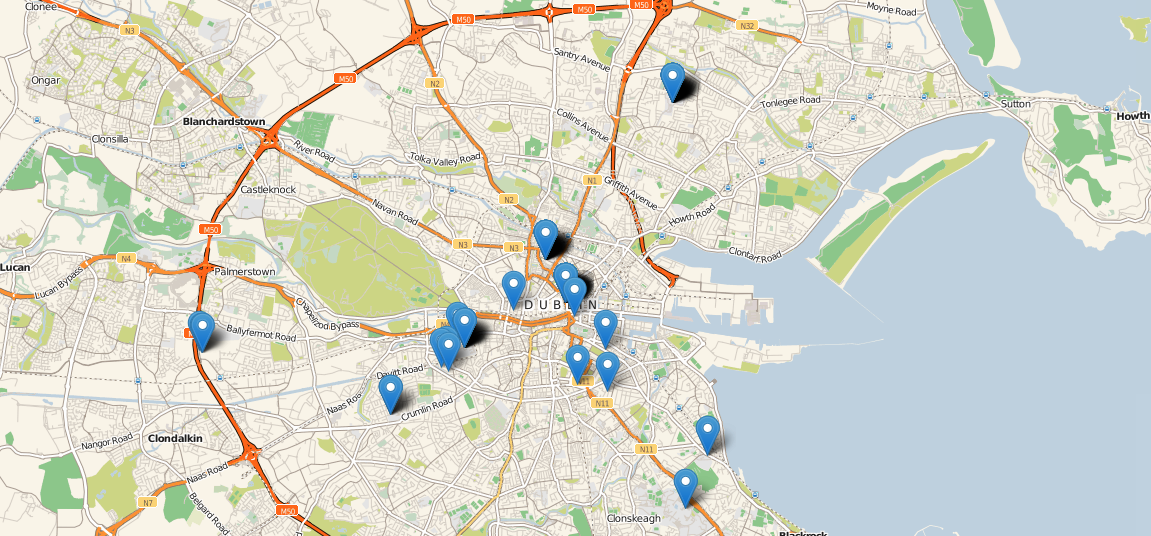 Clonee
M50
M50
M50
Moyne Road
N3
N32
Santry Avenue
Ongar
M50
N2
Tonlegee Road
Sutton
Howth
Blanchardstown
Collins Avenue
Clonsilla
River Road
Tolka Valley Road
N1
Castleknock
Griffith Avenue
N2
Navan Road
Howth Road
M50
N3
N3
Clontarf Road
N4
Lucan
Palmerstown
Lucan Bypass
Chapelizod Bypass
DUBLIN
Ballyfermot Road
Davitt Road
Naas Road
Crumlin Road
N11
Nangor Road
Clondalkin
N11
Naas Road
N7
Belgard Road
M50
Clonskeagh
Blackrock